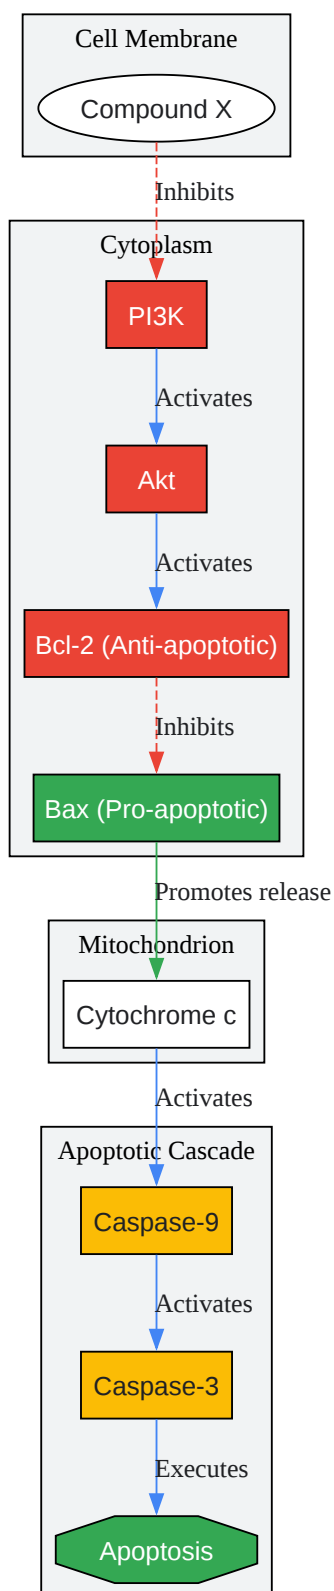 Cell Membrane
Compound X
Inhibits
Cytoplasm
PI3K
Activates
Akt
Activates
Bcl-2 (Anti-apoptotic)
Inhibits
Bax (Pro-apoptotic)
Promotes release
Mitochondrion
Cytochrome c
Activates
Apoptotic Cascade
Caspase-9
Activates
Caspase-3
Executes
Apoptosis